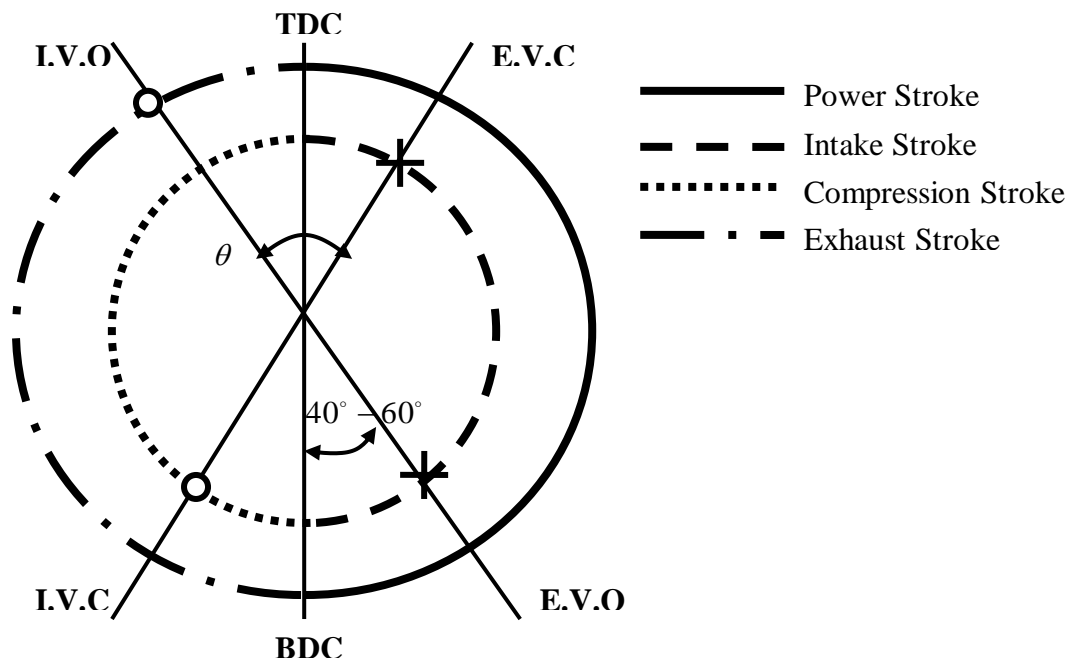 TDC
I.V.O
E.V.C
Power Stroke
Intake Stroke
Compression Stroke
Exhaust Stroke
θ
40° – 60°
I.V.C
E.V.O
BDC